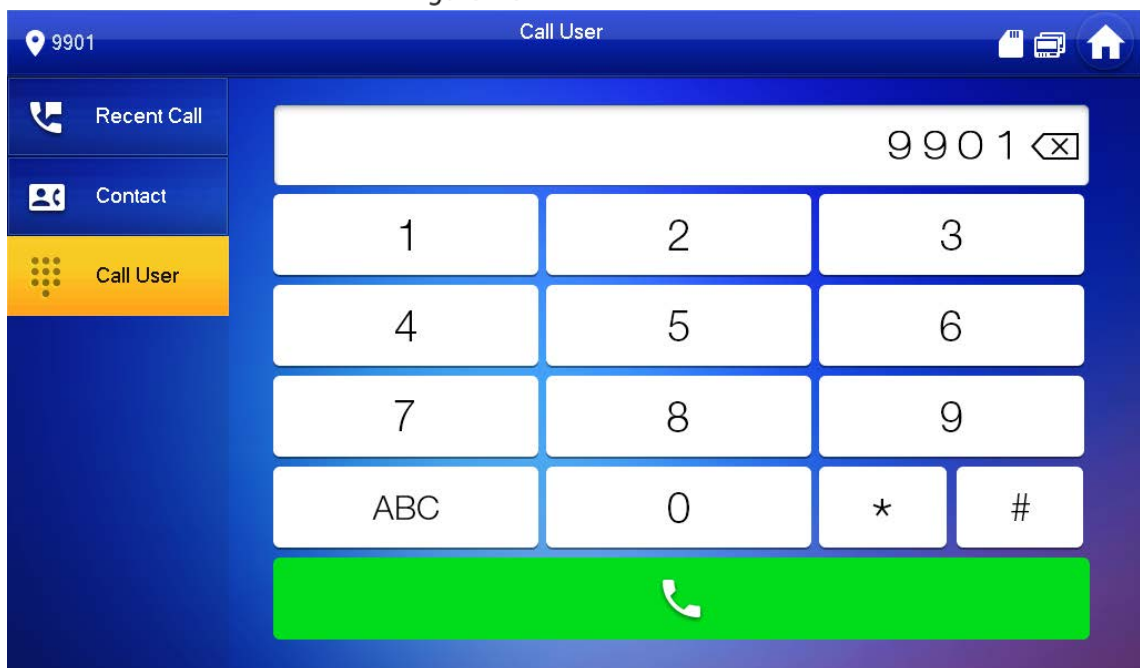 9901
Call User
Recent Call
Contact
Call User
9901
1 2 3
4 5 6
7 8 9
ABC 0 * #